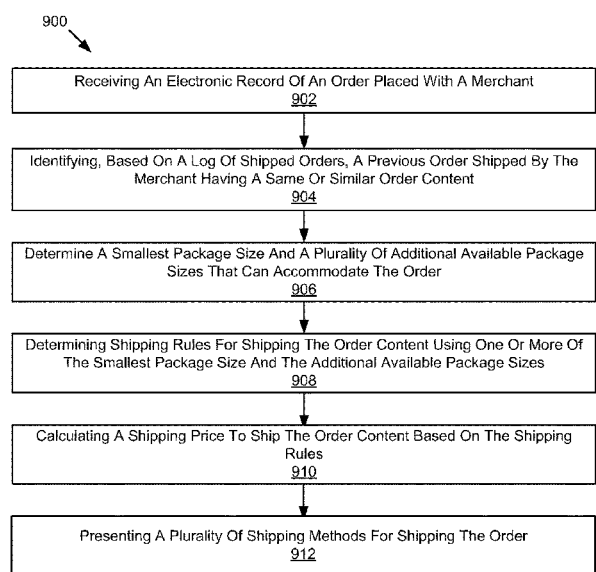 900
Receiving An Electronic Record Of An Order Placed With A Merchant
902
Identifying, Based On A Log Of Shipped Orders, A Previous Order Shipped By The
Merchant Having A Same Or Similar Order Content
904
Determine A Smallest Package Size And A Plurality Of Additional Available Package
Sizes That Can Accommodate The Order
906
Determining Shipping Rules For Shipping The Order Content Using One Or More Of
The Smallest Package Size And The Additional Available Package Sizes
908
Calculating A Shipping Price To Ship The Order Content Based On The Shipping
Rules
910
Presenting A Plurality Of Shipping Methods For Shipping The Order
912